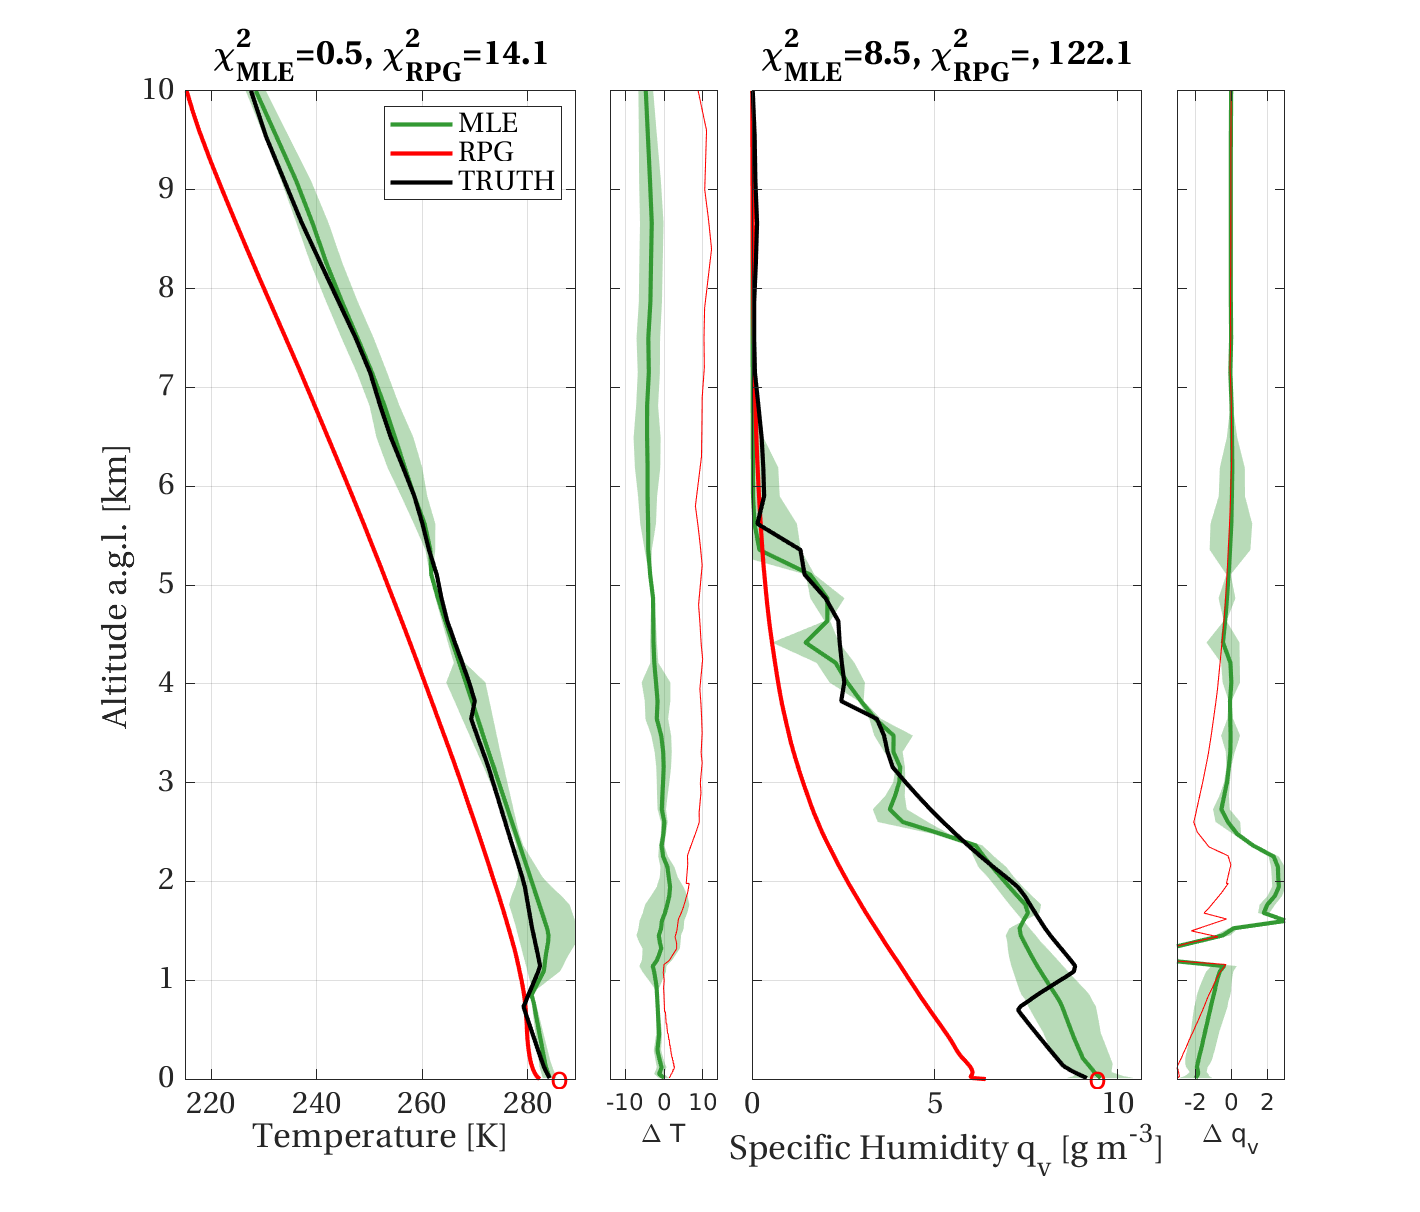 χ²MLE=0.5, χ²RPG=14.1
χ²MLE=8.5, χ²RPG=, 122.1
MLE
RPG
TRUTH
Altitude a.g.l. [km]
10
9
8
7
6
5
4
3
2
1
0
220 240 260 280
Temperature [K]
-10 0 10
Δ T
0 5 10
Specific Humidity qv [g m-3]
-2 0 2
Δ qv
o
o